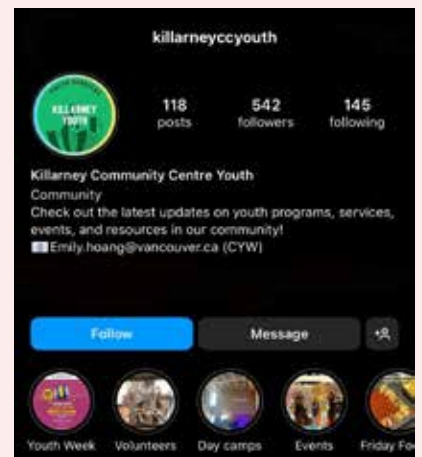 killarneyccyouth
KILLARNEY
YOUTH
118 542 145
posts followers following
Killarney Community Centre Youth
Community
Check out the latest updates on youth programs, services,
events, and resources in our community!
📧Emily.hoang@vancouver.ca (CYW)
Follow Message
Youth Week Volunteers Day camps Events Friday Foo